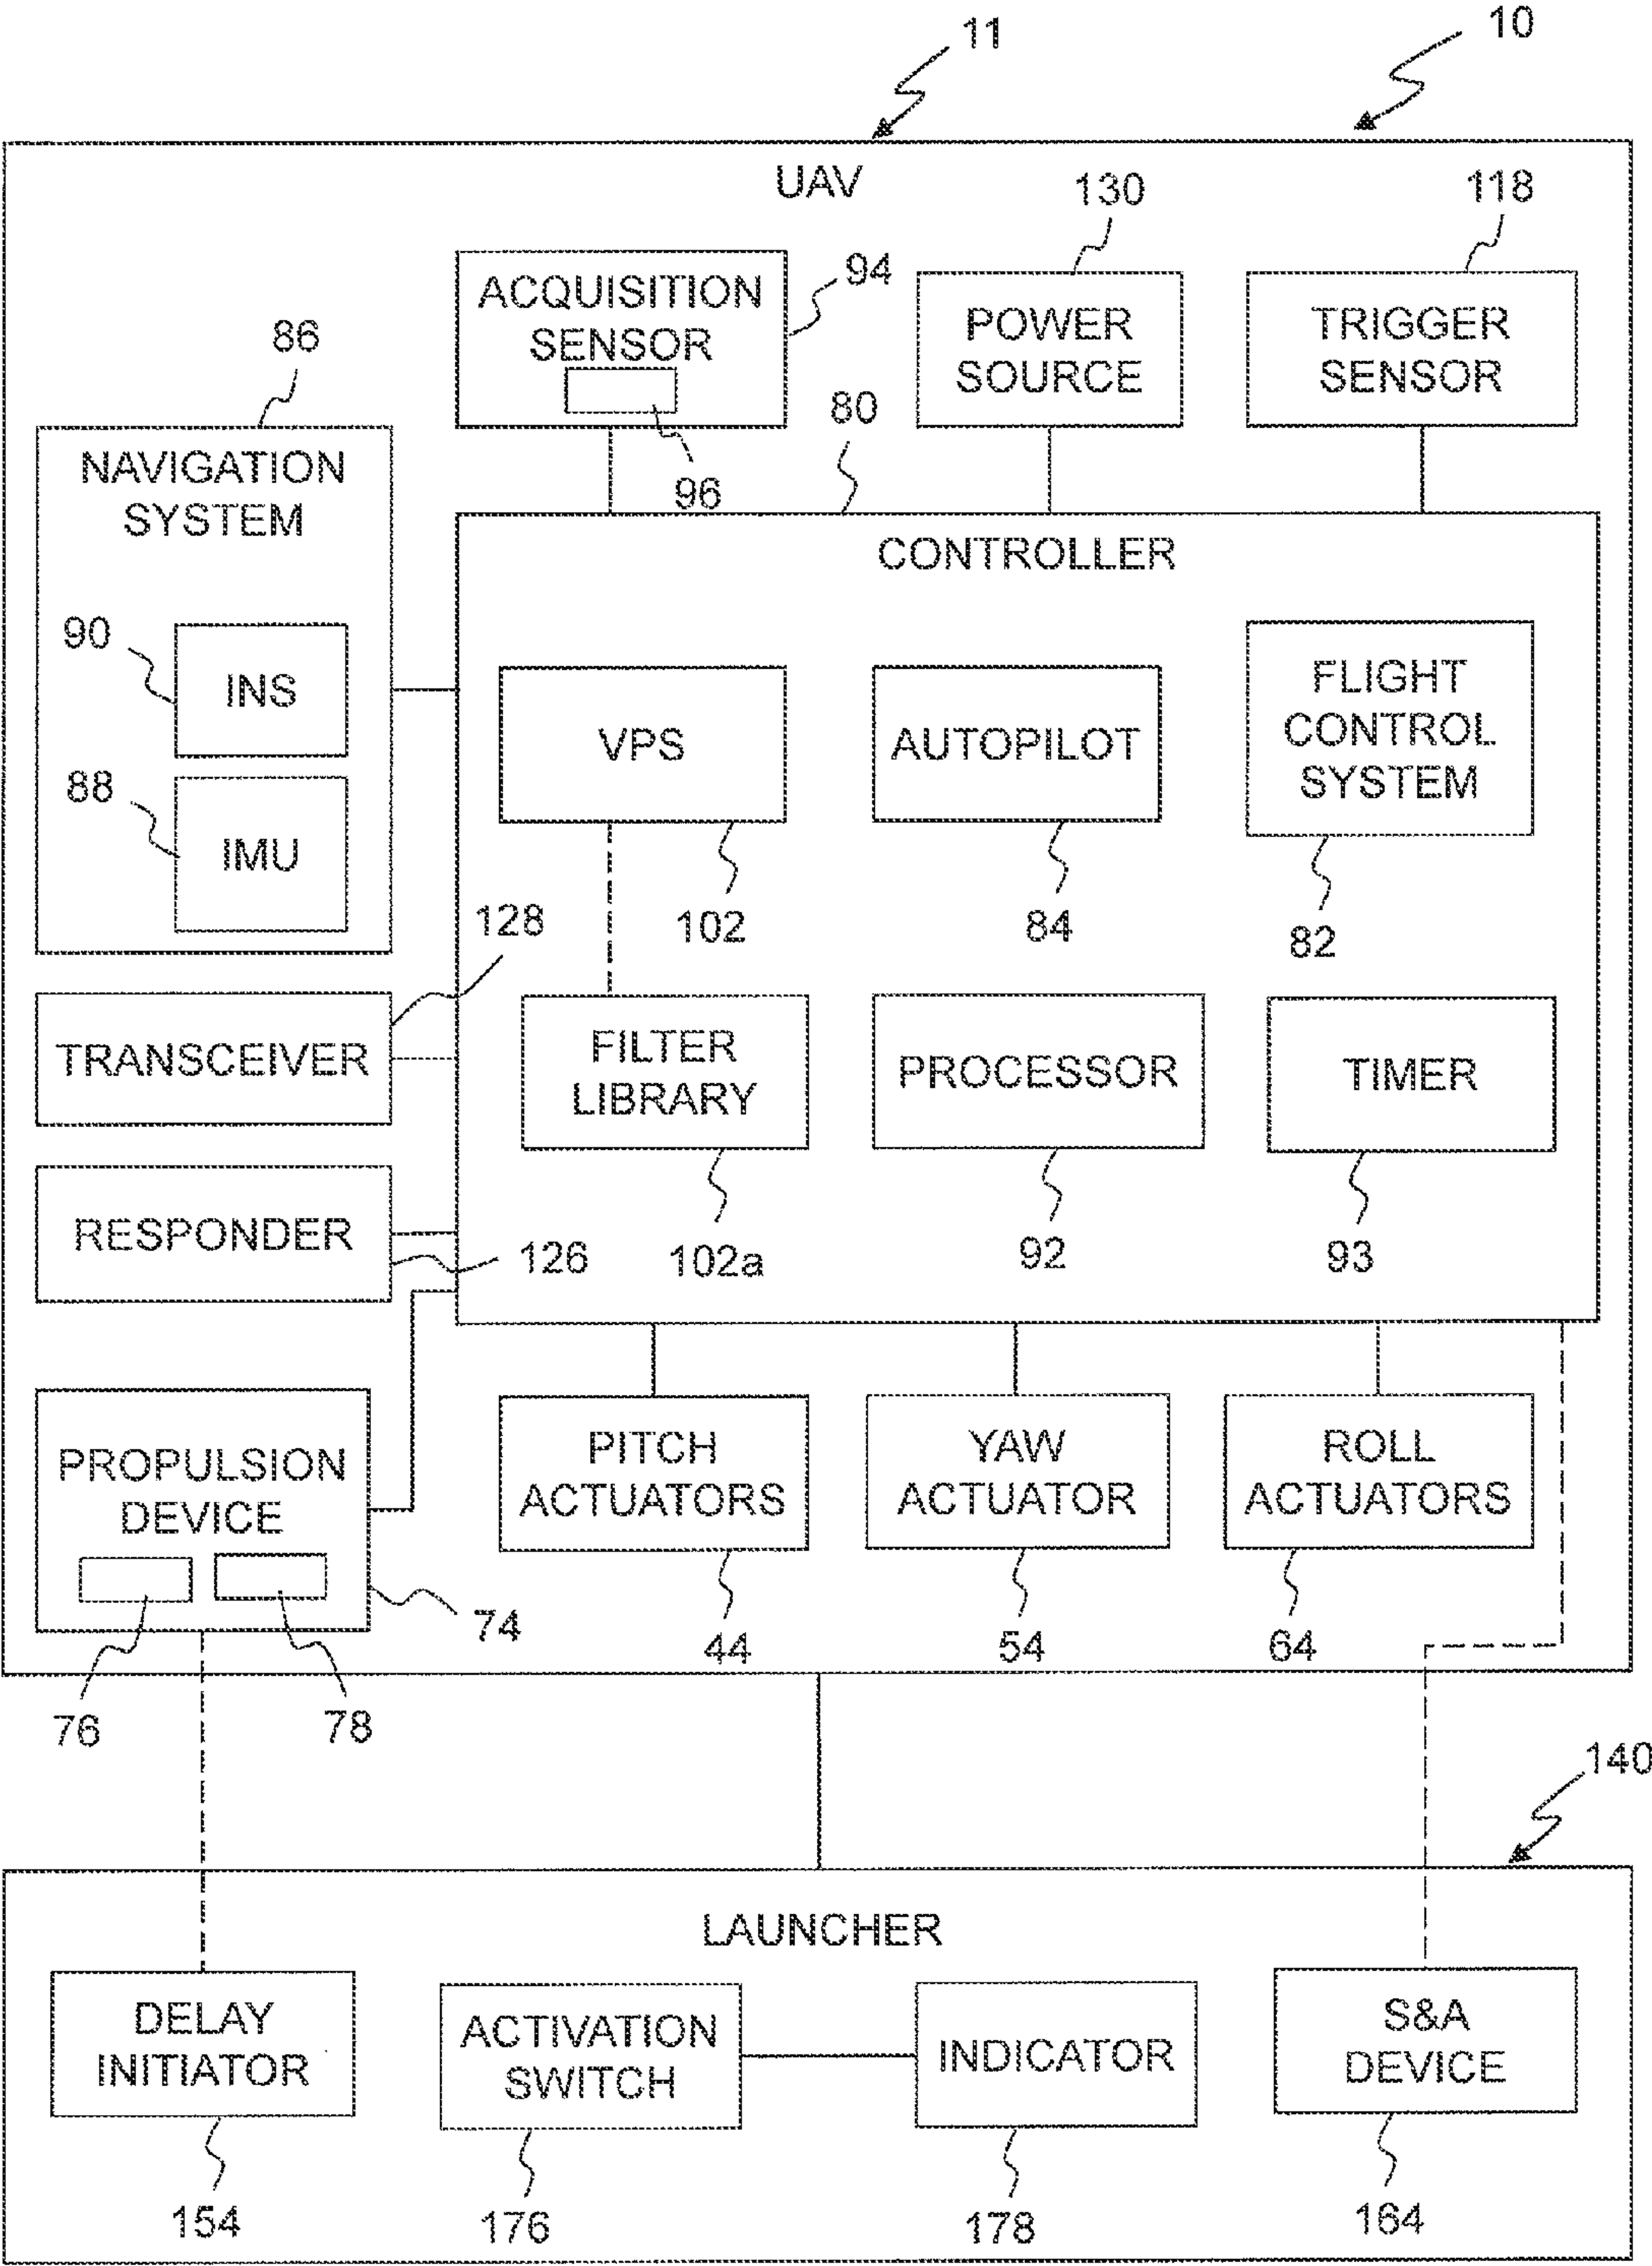 11
10
UAV
130
118
ACQUISITION
SENSOR
94
POWER
SOURCE
TRIGGER
SENSOR
86
80
96
NAVIGATION
SYSTEM
CONTROLLER
90
INS
88
IMU
VPS
AUTOPILOT
FLIGHT
CONTROL
SYSTEM
102
84
82
128
TRANSCEIVER
FILTER
LIBRARY
PROCESSOR
TIMER
RESPONDER
126
102a
92
93
PROPULSION
DEVICE
PITCH
ACTUATORS
YAW
ACTUATOR
ROLL
ACTUATORS
74
44
54
64
76
78
140
LAUNCHER
DELAY
INITIATOR
ACTIVATION
SWITCH
INDICATOR
S&A
DEVICE
154
176
178
164